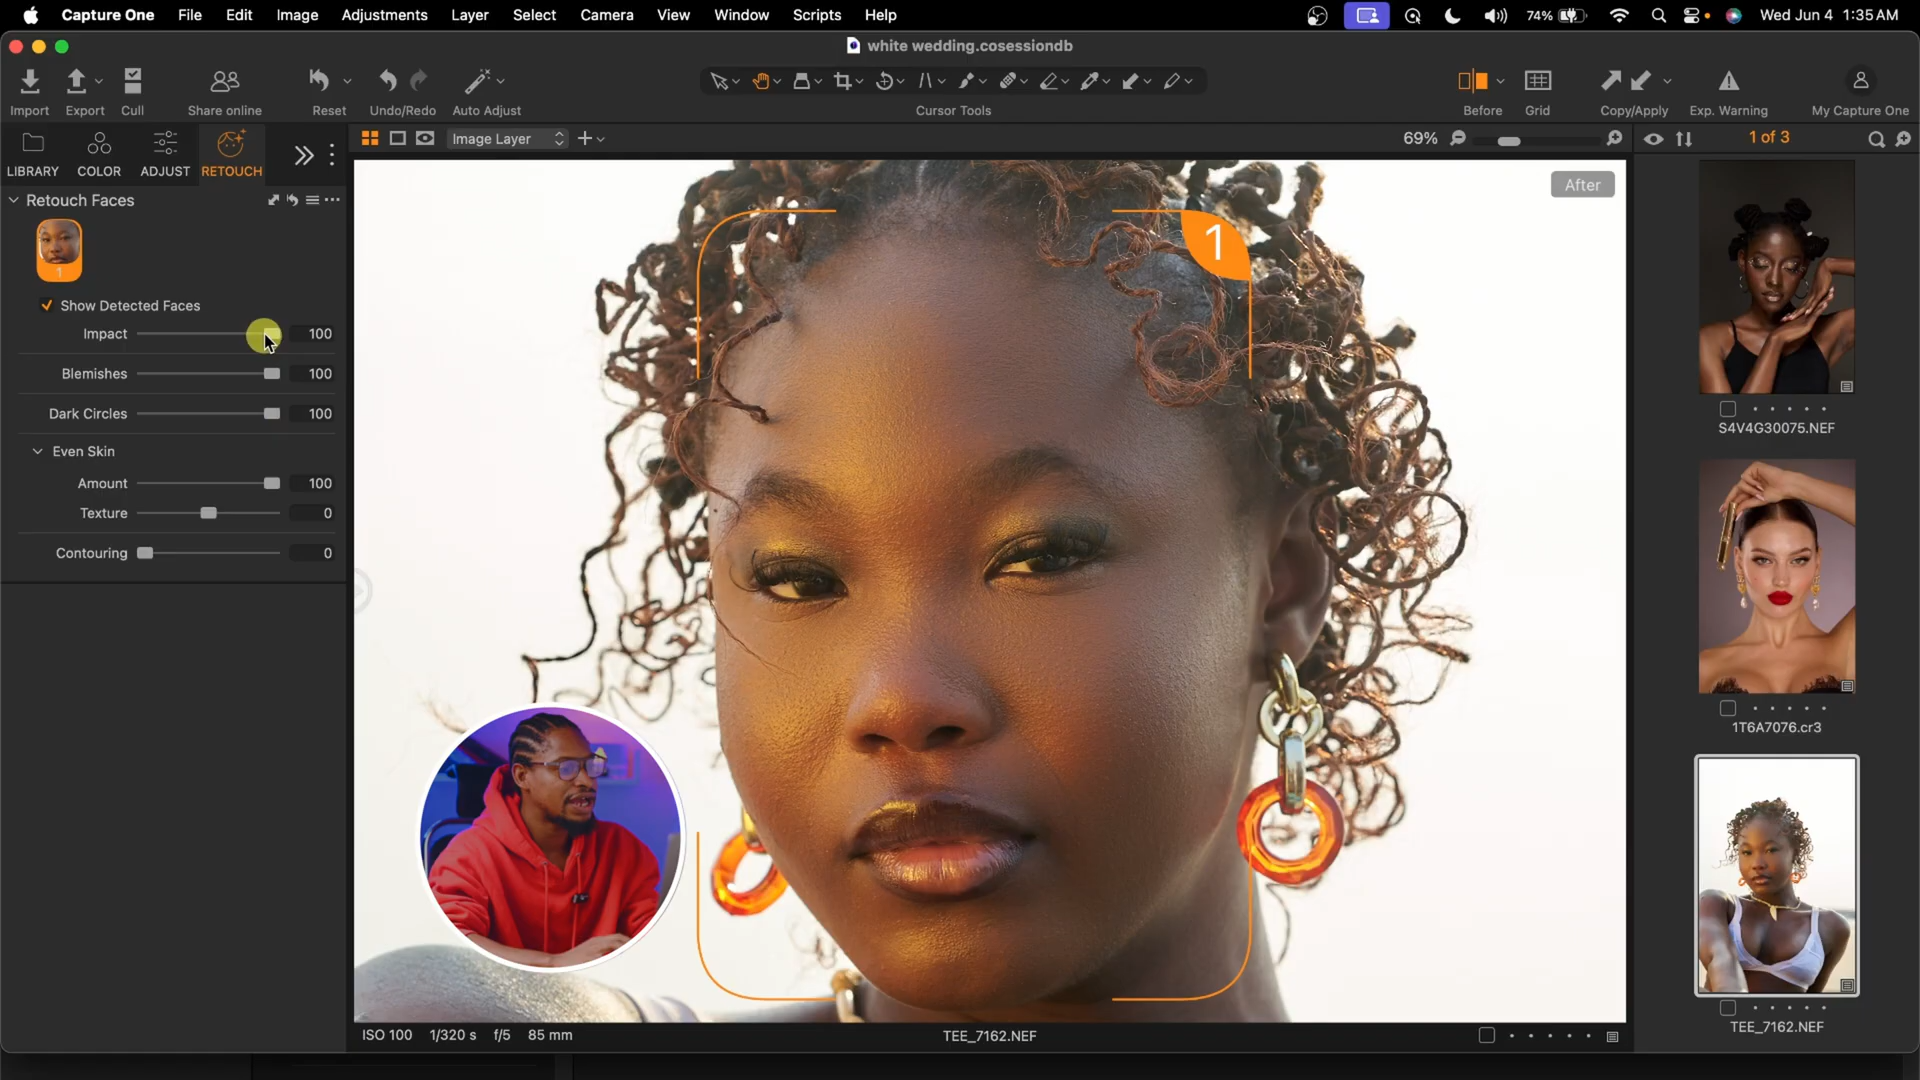 Capture One File Edit Image Adjustments Layer Select Camera View Window Scripts Help 74% Wed Jun 4 1:35 AM
white wedding.cosessiondb
Import Export Cull Share online Reset Undo/Redo Auto Adjust Cursor Tools Before Grid Copy/Apply Exp. Warning My Capture One
LIBRARY COLOR ADJUST RETOUCH
Image Layer
69%
1 of 3
Retouch Faces
1
Show Detected Faces
Impact 100
Blemishes 100
Dark Circles 100
Even Skin
Amount 100
Texture 0
Contouring 0
After
1
ISO 100 1/320 s f/5 85 mm
TEE_7162.NEF
S4V4G30075.NEF
1T6A7076.cr3
TEE_7162.NEF